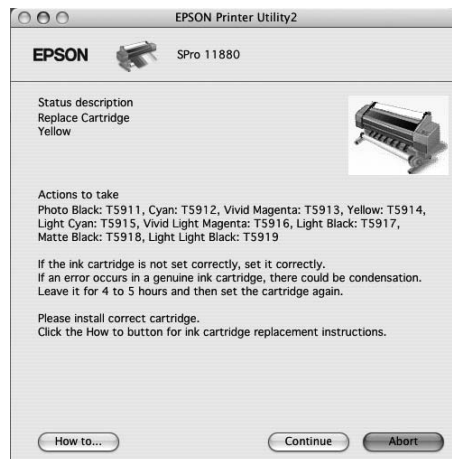 EPSON Printer Utility2
EPSON
SPro 11880
Status description
Replace Cartridge
Yellow
Actions to take
Photo Black: T5911, Cyan: T5912, Vivid Magenta: T5913, Yellow: T5914,
Light Cyan: T5915, Vivid Light Magenta: T5916, Light Black: T5917,
Matte Black: T5918, Light Light Black: T5919
If the ink cartridge is not set correctly, set it correctly.
If an error occurs in a genuine ink cartridge, there could be condensation.
Leave it for 4 to 5 hours and then set the cartridge again.
Please install correct cartridge.
Click the How to button for ink cartridge replacement instructions.
How to...
Continue
Abort